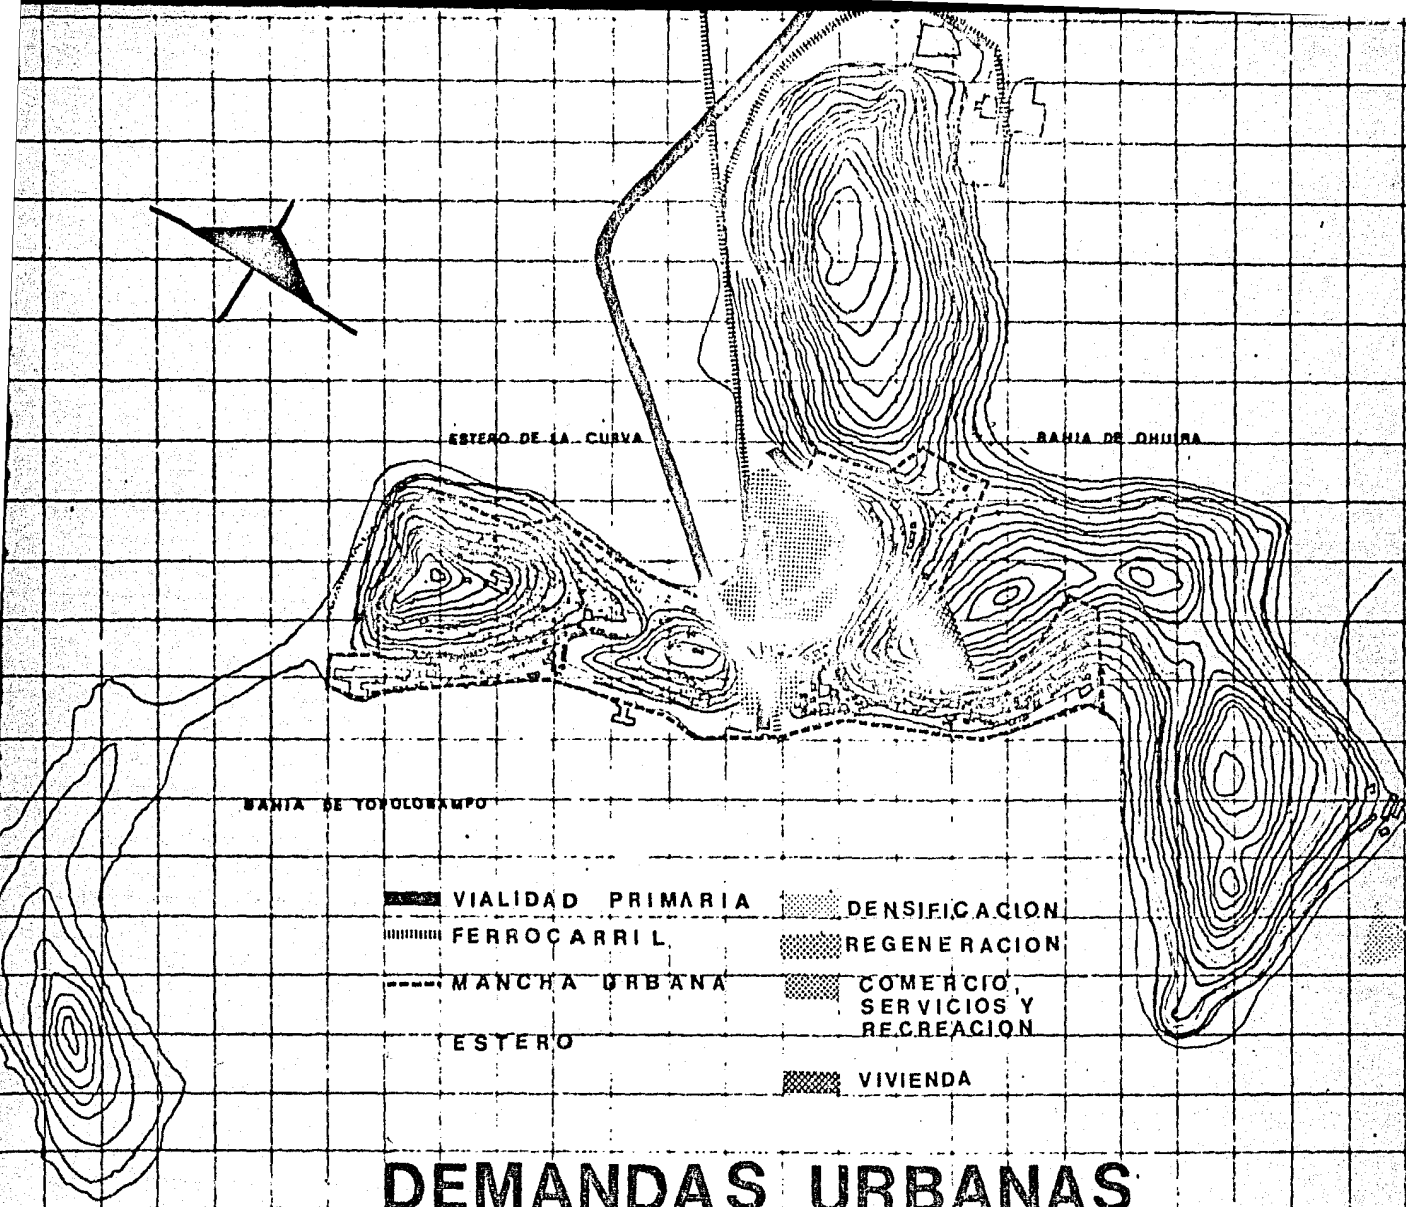 ESTERO DE LA CURVA
BAHIA DE OHUIRA
BAHIA DE TOPOLOBAMPO
VIALIDAD PRIMARIA
FERROCARRIL
MANCHA URBANA
ESTERO
DENSIFICACION
REGENERACION
COMERCIO,
SERVICIOS Y
RECREACION
VIVIENDA
DEMANDAS URBANAS